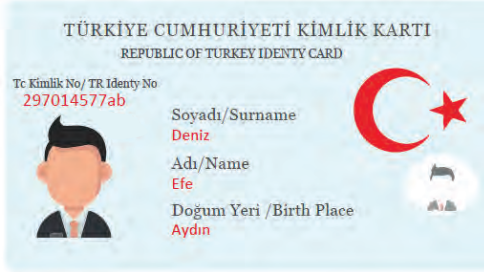 TÜRKİYE CUMHURİYETİ KİMLİK KARTI
REPUBLIC OF TURKEY IDENTY CARD
Tc Kimlik No/ TR Identy No
297014577ab
Soyadı/Surname
Deniz
Adı/Name
Efe
Doğum Yeri /Birth Place
Aydın